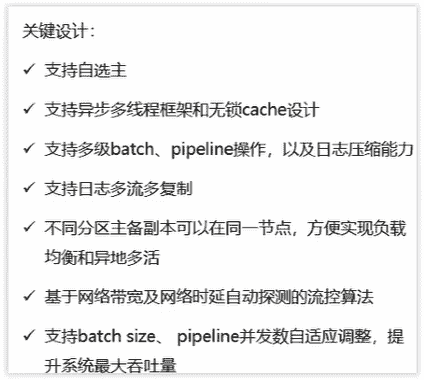 关键设计：
✓ 支持自选主
✓ 支持异步多线程框架和无锁cache设计
✓ 支持多级batch、pipeline操作，以及日志压缩能力
✓ 支持日志多流多复制
✓ 不同分区主备副本可以在同一节点，方便实现负载
均衡和异地多活
✓ 基于网络带宽及网络时延自动探测的流控算法
✓ 支持batch size、 pipeline并发数自适应调整，提
升系统最大吞吐量